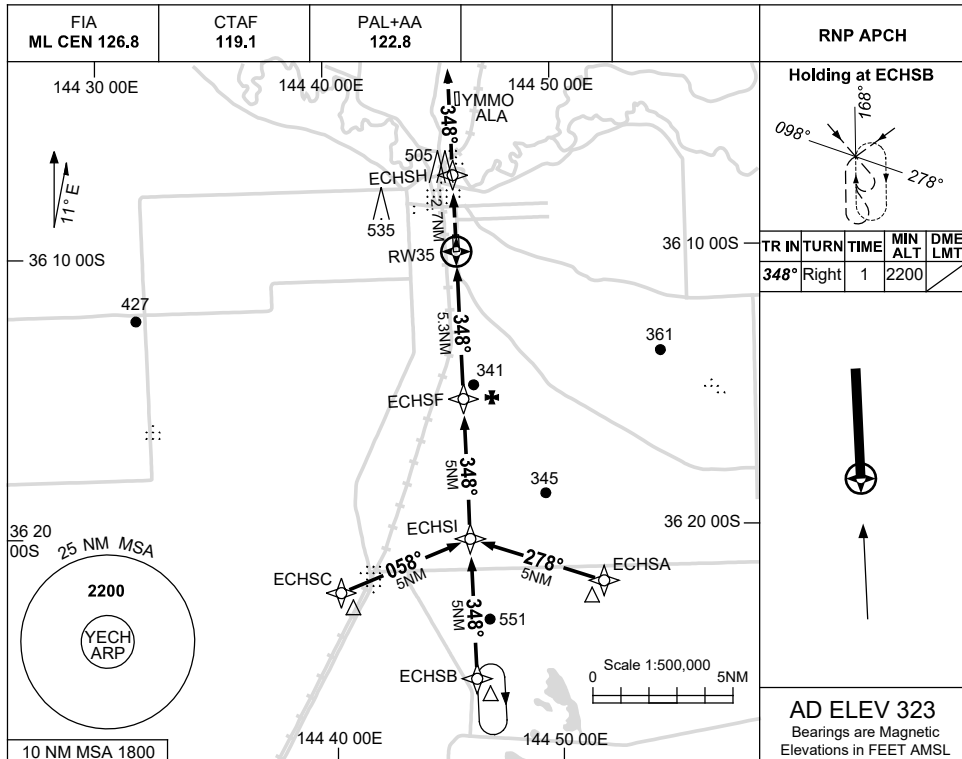 FIA
ML CEN 126.8
CTAF
119.1
PAL+AA
122.8
RNP APCH
144 30 00E
144 40 00E
144 50 00E
YMMO
ALA
348°
505
ECHSH
11° E
535
2.7NM
36 10 00S
RW35
36 10 00S
427
348°
5.3NM
361
341
ECHSF
348°
5NM
345
36 20
00S
ECHSI
36 20 00S
25 NM MSA
2200
YECH
ARP
ECHSC
058°
5NM
278°
5NM
ECHSA
348°
5NM
551
ECHSB
Scale 1:500,000
0
5NM
10 NM MSA 1800
144 40 00E
144 50 00E
Holding at ECHSB
168°
098°
278°
TR IN TURN TIME MIN ALT DME LMT
348° Right 1 2200
AD ELEV 323
Bearings are Magnetic
Elevations in FEET AMSL